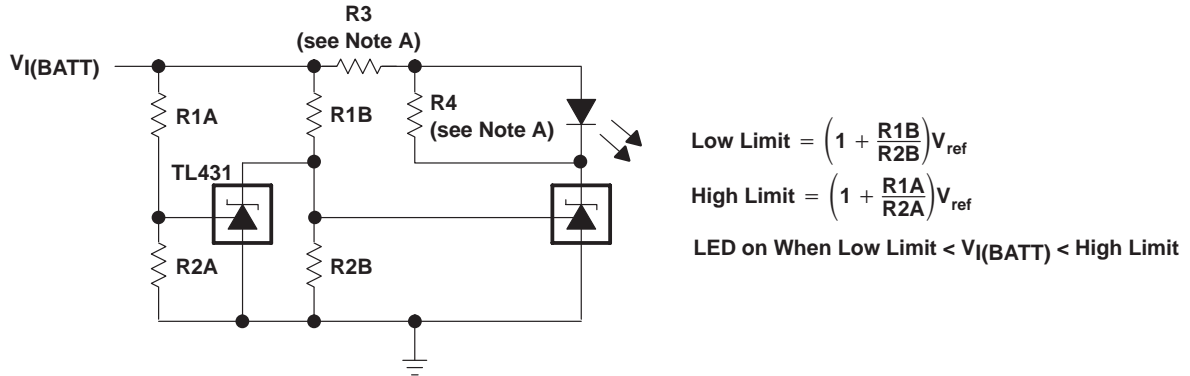 R3
(see Note A)
VI(BATT)
R1A
R1B
R4
(see Note A)
TL431
R2A
R2B
Low Limit = (1 + R1B/R2B)Vref
High Limit = (1 + R1A/R2A)Vref
LED on When Low Limit < VI(BATT) < High Limit